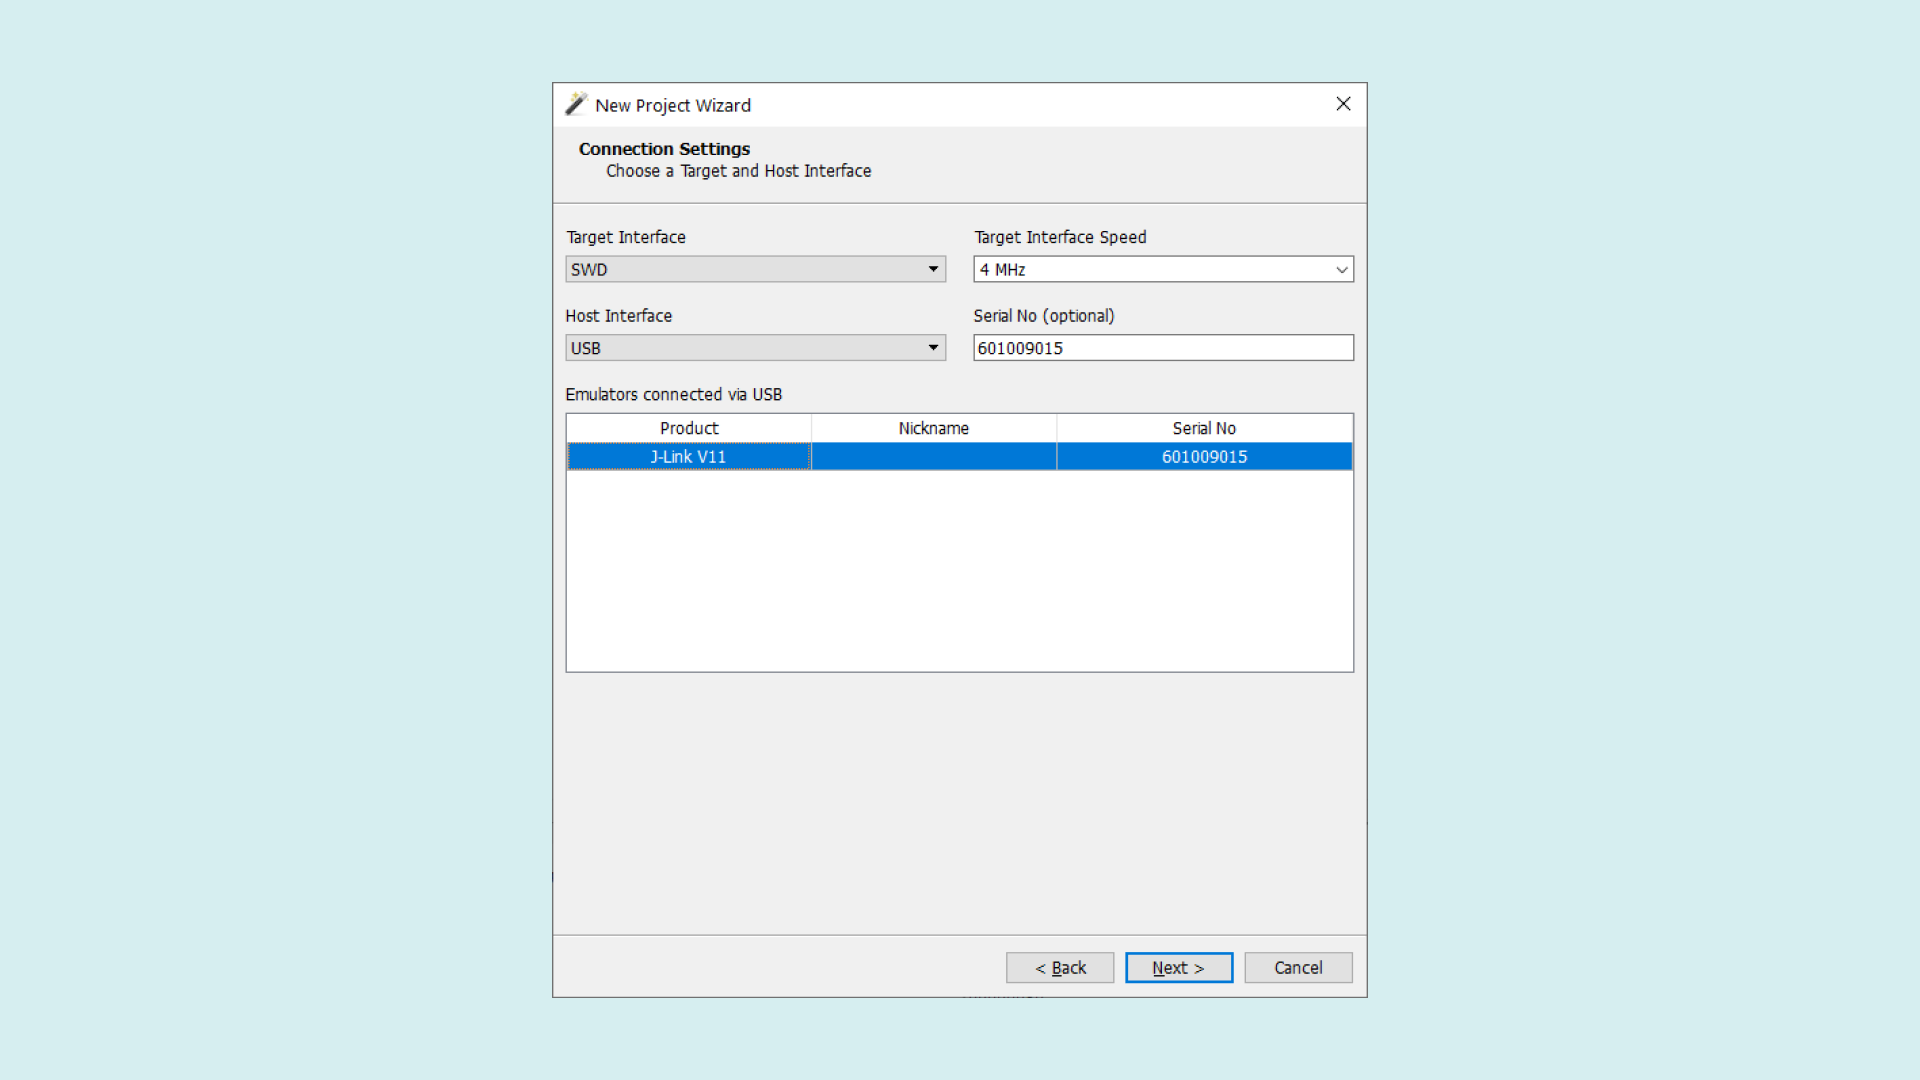 New Project Wizard
Connection Settings
Choose a Target and Host Interface
Target Interface
Target Interface Speed
SWD
4 MHz
Host Interface
Serial No (optional)
USB
601009015
Emulators connected via USB
Product Nickname Serial No
J-Link V11 601009015
< Back Next > Cancel